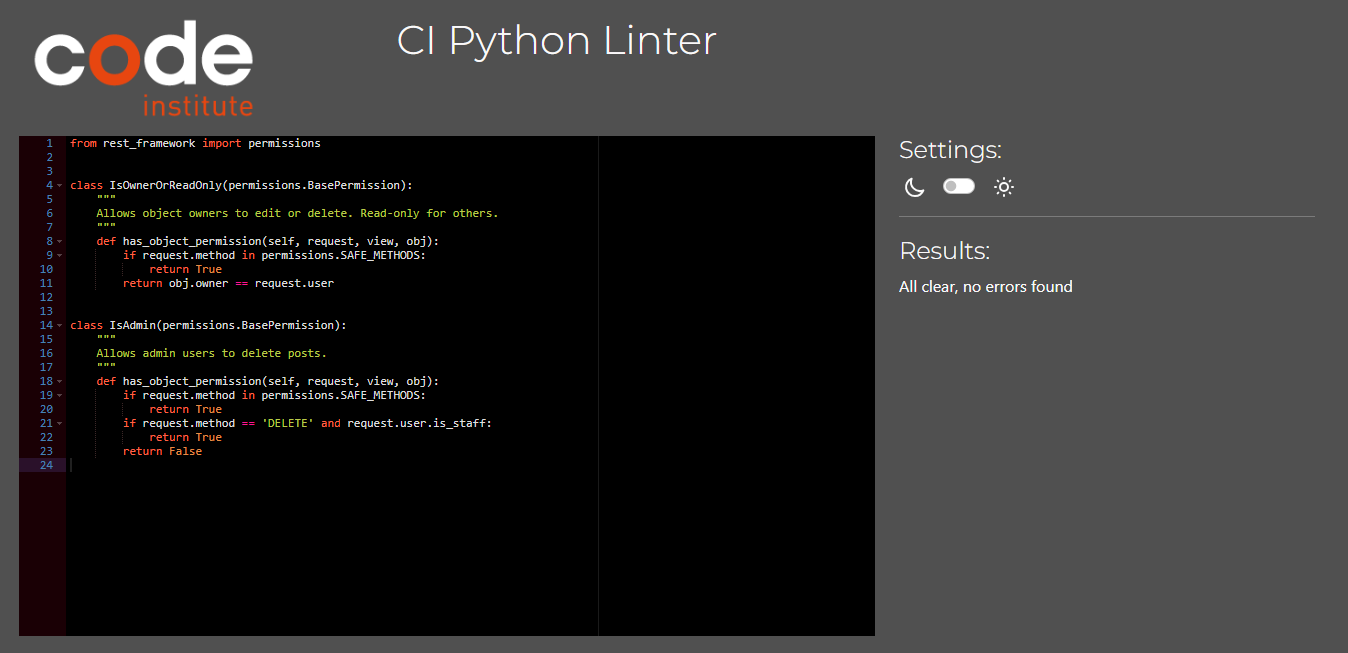 code
institute
CI Python Linter
1 from rest_framework import permissions
2
3
4 class IsOwnerOrReadOnly(permissions.BasePermission):
5     """
6     Allows object owners to edit or delete. Read-only for others.
7     """
8     def has_object_permission(self, request, view, obj):
9         if request.method in permissions.SAFE_METHODS:
10             return True
11         return obj.owner == request.user
12
13
14 class IsAdmin(permissions.BasePermission):
15     """
16     Allows admin users to delete posts.
17     """
18     def has_object_permission(self, request, view, obj):
19         if request.method in permissions.SAFE_METHODS:
20             return True
21         if request.method == 'DELETE' and request.user.is_staff:
22             return True
23         return False
24
Settings:
Results:
All clear, no errors found